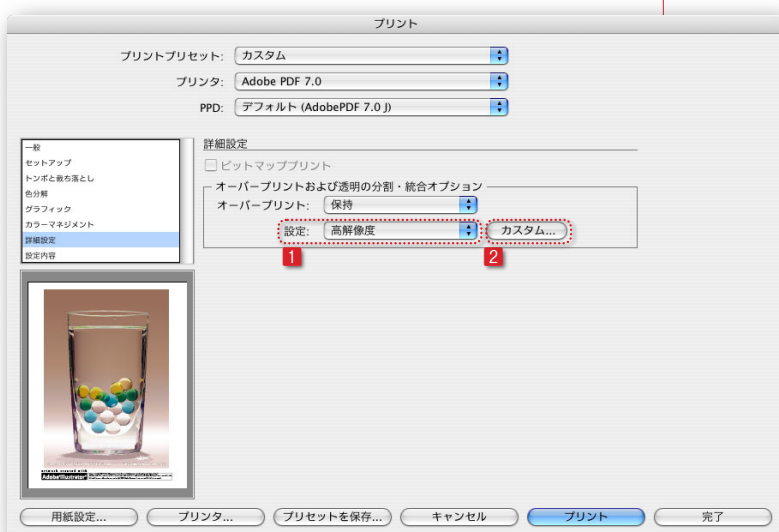 プリント
プリントプリセット: カスタム
プリンタ: Adobe PDF 7.0
PPD: デフォルト (AdobePDF 7.0 J)
一般
セットアップ
トンボと裁ち落とし
色分解
グラフィック
カラーマネジメント
詳細設定
設定内容
詳細設定
ビットマッププリント
オーバープリントおよび透明の分割・統合オプション
オーバープリント: 保持
設定: 高解像度 カスタム...
1 2
Adobe Illustrator
用紙設定... プリンタ... プリセットを保存... キャンセル プリント 完了